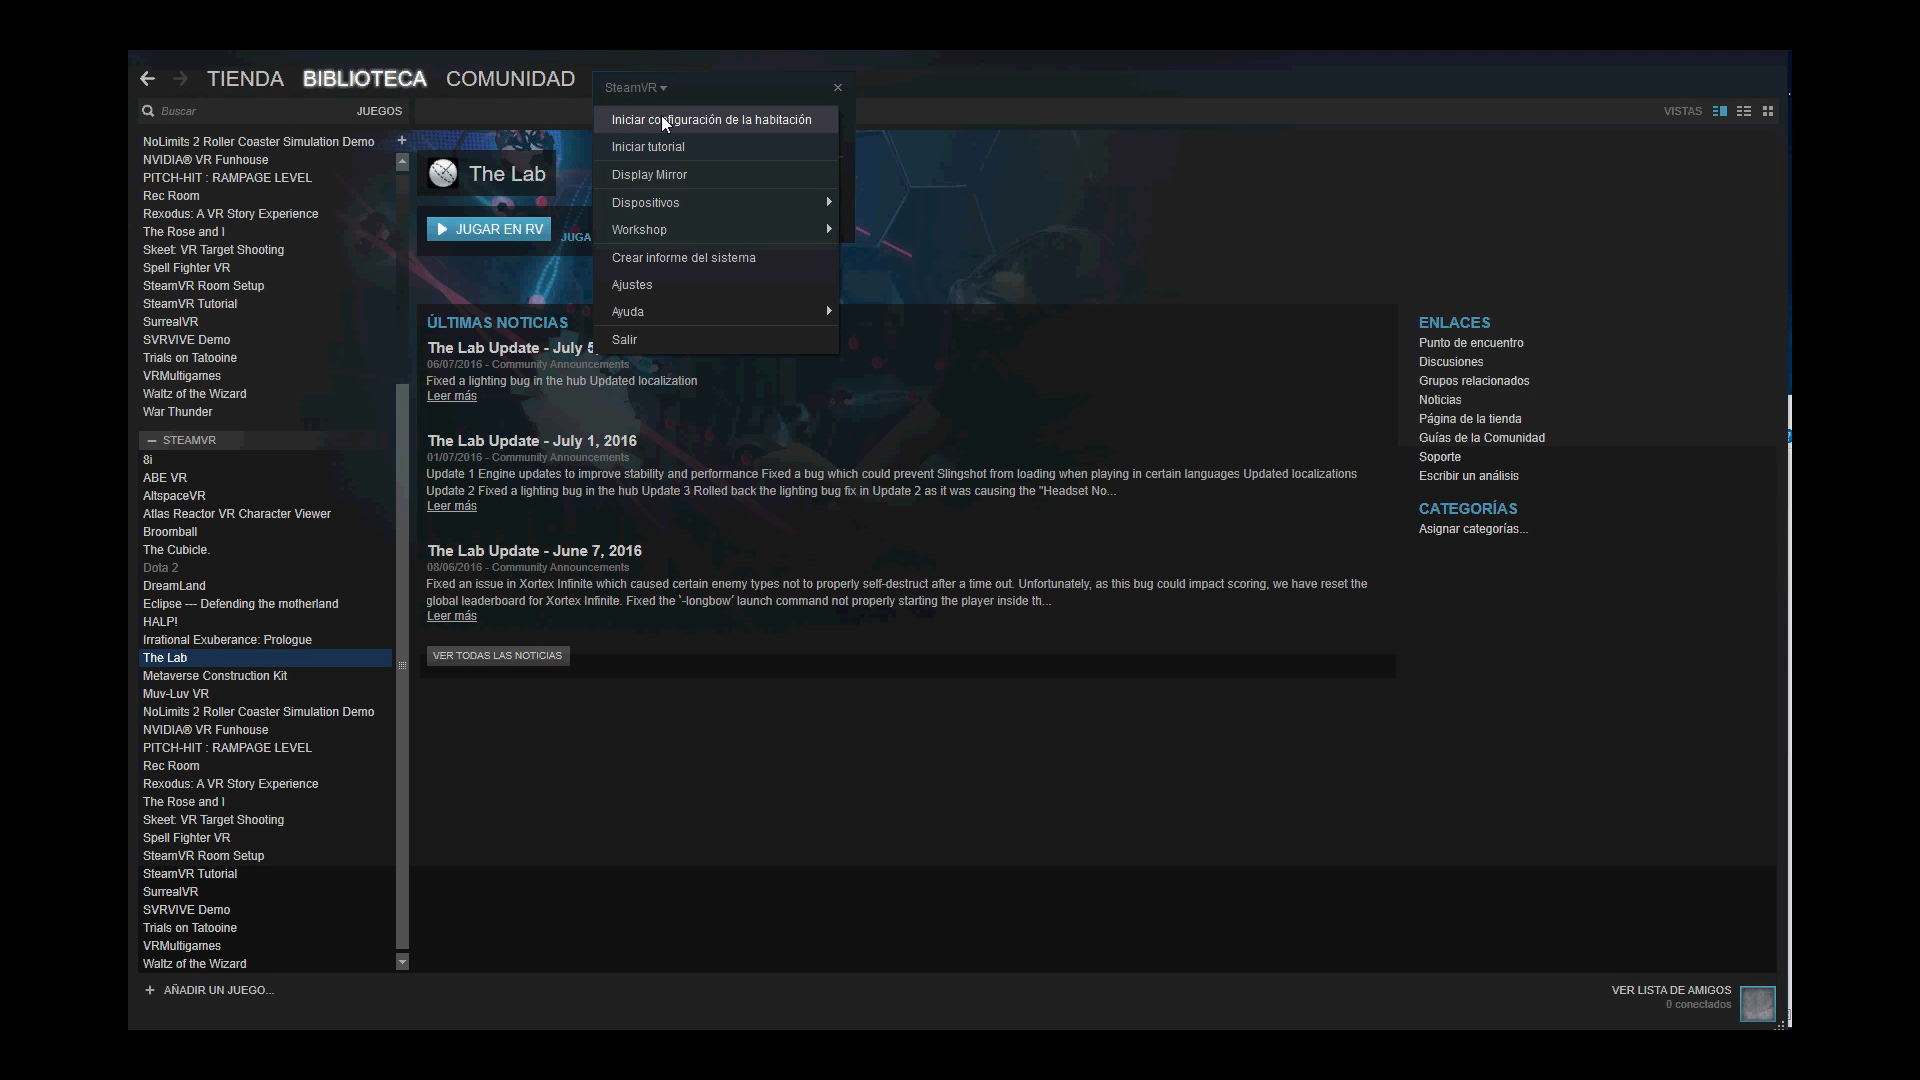 TIENDA BIBLIOTECA COMUNIDAD
Buscar JUEGOS
VISTAS
NoLimits 2 Roller Coaster Simulation Demo
NVIDIA® VR Funhouse
PITCH-HIT : RAMPAGE LEVEL
Rec Room
Rexodus: A VR Story Experience
The Rose and I
Skeet: VR Target Shooting
Spell Fighter VR
SteamVR Room Setup
SteamVR Tutorial
SurrealVR
SVRVIVE Demo
Trials on Tatooine
VRMultigames
Waltz of the Wizard
War Thunder
STEAMVR
8i
ABE VR
AltspaceVR
Atlas Reactor VR Character Viewer
Broomball
The Cubicle.
Dota 2
DreamLand
Eclipse --- Defending the motherland
HALP!
Irrational Exuberance: Prologue
The Lab
Metaverse Construction Kit
Muv-Luv VR
NoLimits 2 Roller Coaster Simulation Demo
NVIDIA® VR Funhouse
PITCH-HIT : RAMPAGE LEVEL
Rec Room
Rexodus: A VR Story Experience
The Rose and I
Skeet: VR Target Shooting
Spell Fighter VR
SteamVR Room Setup
SteamVR Tutorial
SurrealVR
SVRVIVE Demo
Trials on Tatooine
VRMultigames
Waltz of the Wizard
AÑADIR UN JUEGO...
The Lab
JUGAR EN RV
JUGA
SteamVR
Iniciar configuración de la habitación
Iniciar tutorial
Display Mirror
Dispositivos
Workshop
Crear informe del sistema
Ajustes
Ayuda
Salir
ÚLTIMAS NOTICIAS
The Lab Update - July 5,
06/07/2016 - Community Announcements
Fixed a lighting bug in the hub Updated localization
Leer más
The Lab Update - July 1, 2016
01/07/2016 - Community Announcements
Update 1 Engine updates to improve stability and performance Fixed a bug which could prevent Slingshot from loading when playing in certain languages Updated localizations
Update 2 Fixed a lighting bug in the hub Update 3 Rolled back the lighting bug fix in Update 2 as it was causing the "Headset No...
Leer más
The Lab Update - June 7, 2016
08/06/2016 - Community Announcements
Fixed an issue in Xortex Infinite which caused certain enemy types not to properly self-destruct after a time out. Unfortunately, as this bug could impact scoring, we have reset the
global leaderboard for Xortex Infinite. Fixed the `-longbow' launch command not properly starting the player inside th...
Leer más
VER TODAS LAS NOTICIAS
ENLACES
Punto de encuentro
Discusiones
Grupos relacionados
Noticias
Página de la tienda
Guías de la Comunidad
Soporte
Escribir un análisis
CATEGORÍAS
Asignar categorías...
VER LISTA DE AMIGOS
0 conectados